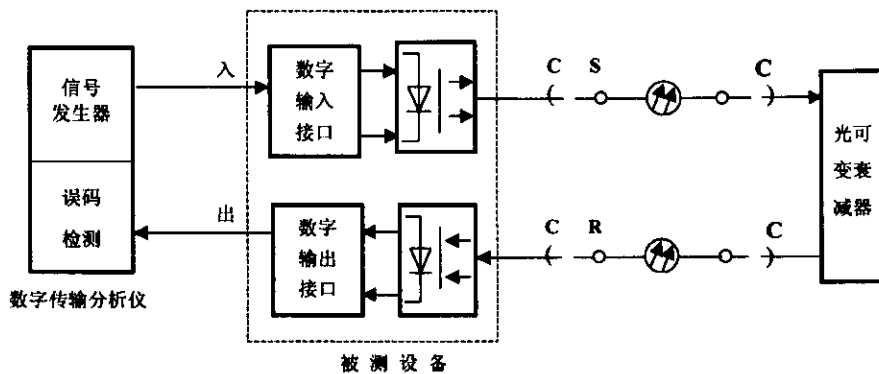 信号
发生器
误码
检测
数字传输分析仪
入
出
数字
输入
接口
数字
输出
接口
被测设备
C S C
C R C
光可
变衰
减器